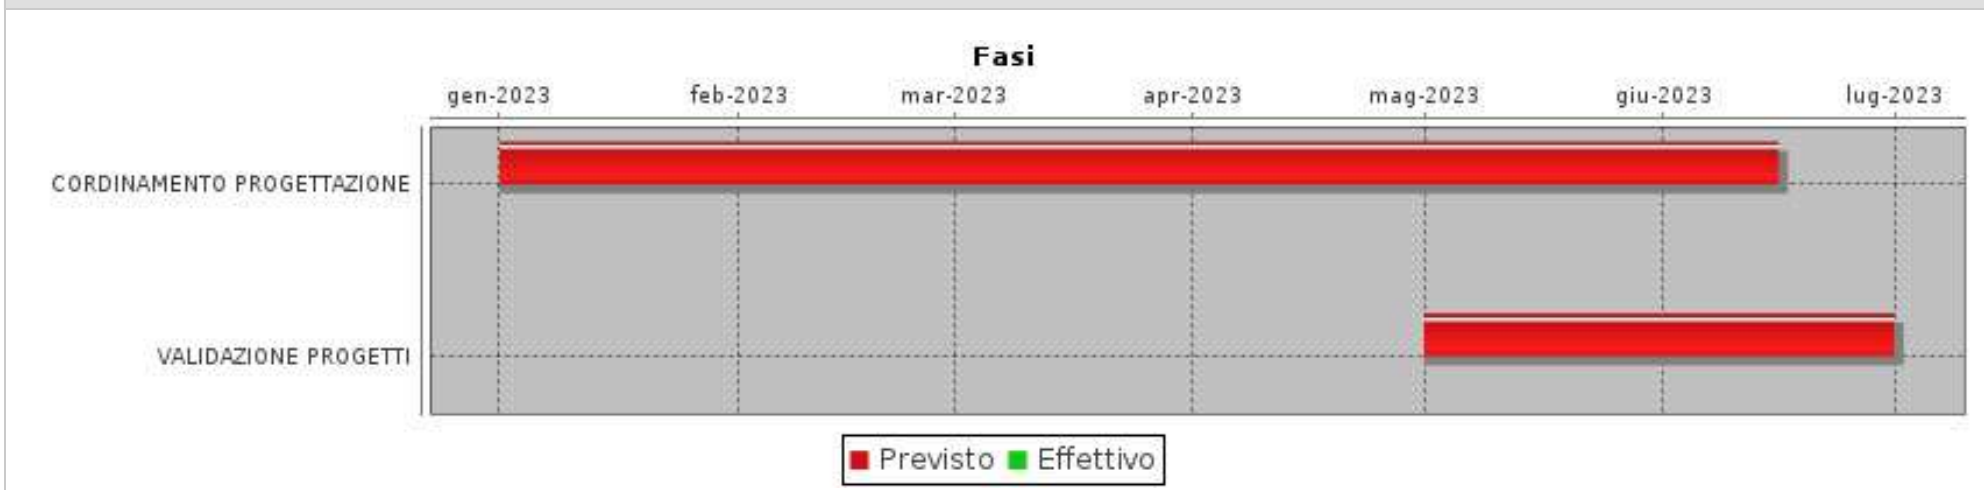 Fasi
gen-2023 feb-2023 mar-2023 apr-2023 mag-2023 giu-2023 lug-2023
CORDINAMENTO PROGETTAZIONE
VALIDAZIONE PROGETTI
Previsto Effettivo